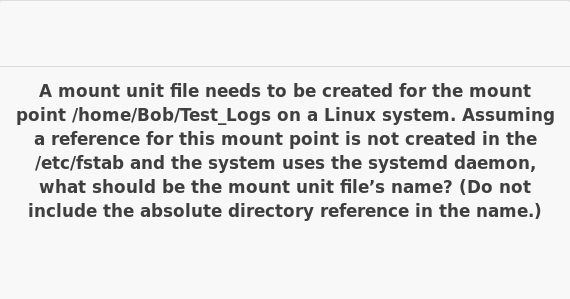 A mount unit file needs to be created for the mount
point /home/Bob/Test_Logs on a Linux system. Assuming
a reference for this mount point is not created in the
/etc/fstab and the system uses the systemd daemon,
what should be the mount unit file’s name? (Do not
include the absolute directory reference in the name.)